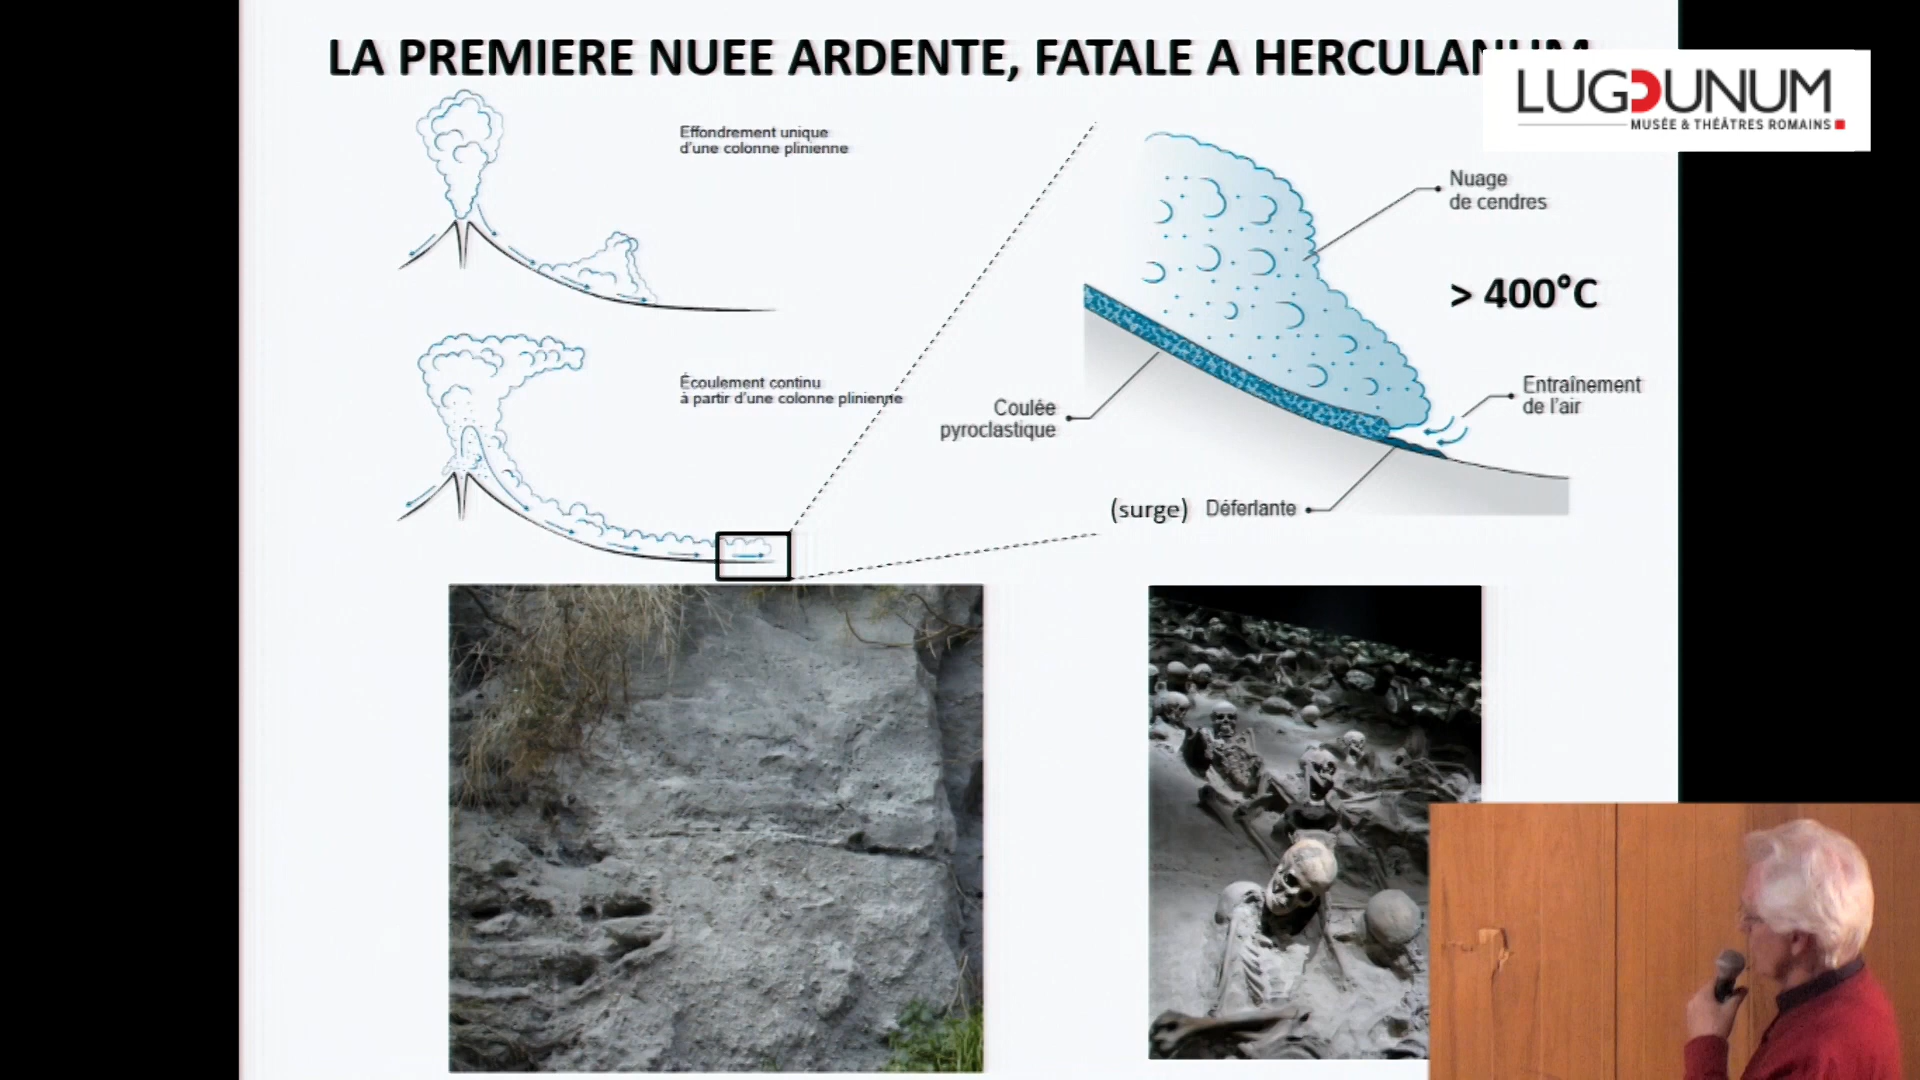 LA PREMIERE NUEE ARDENTE, FATALE A HERCULANUM
LUGDUNUM
MUSÉE & THÉÂTRES ROMAINS
Effondrement unique
d'une colonne plinienne
Nuage
de cendres
> 400°C
Écoulement continu
à partir d'une colonne plinienne
Coulée
pyroclastique
Entraînement
de l'air
(surge) Déferlante